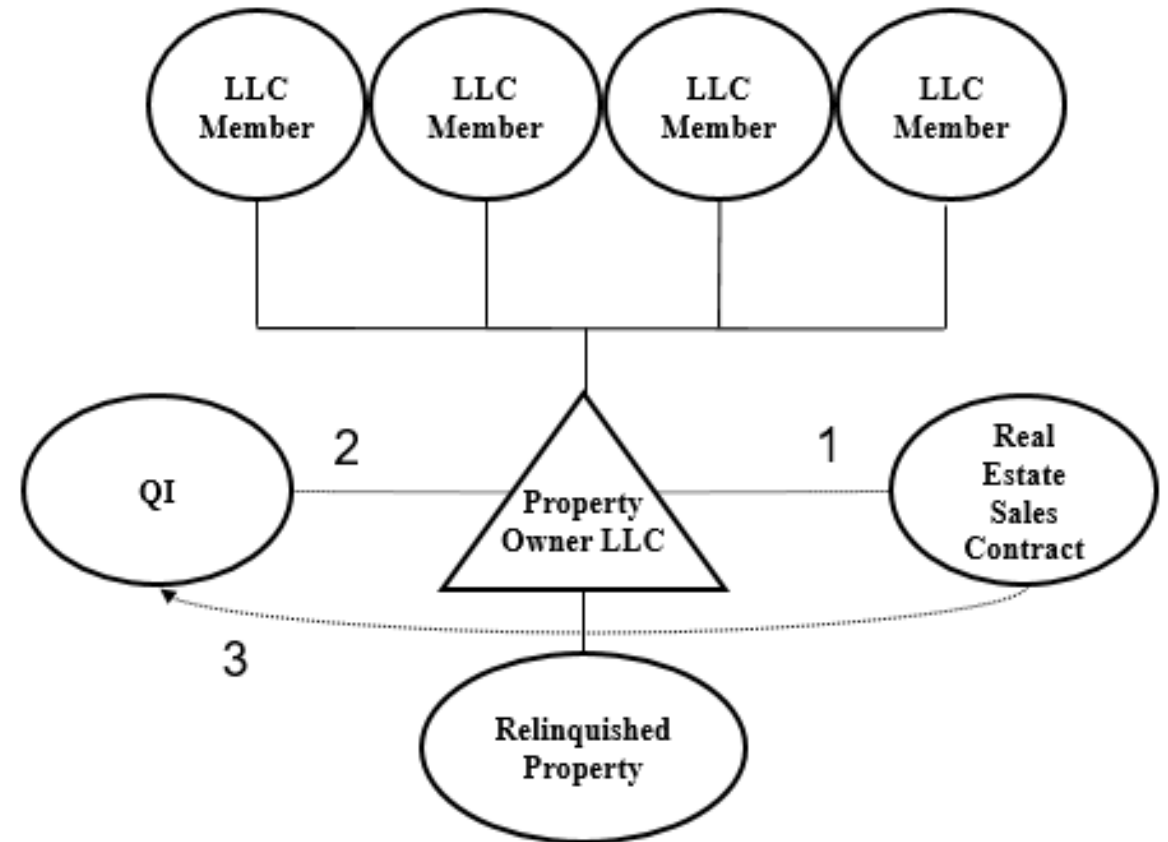 LLC
Member
LLC
Member
LLC
Member
LLC
Member
QI
2
Property
Owner LLC
1
Real
Estate
Sales
Contract
3
Relinquished
Property